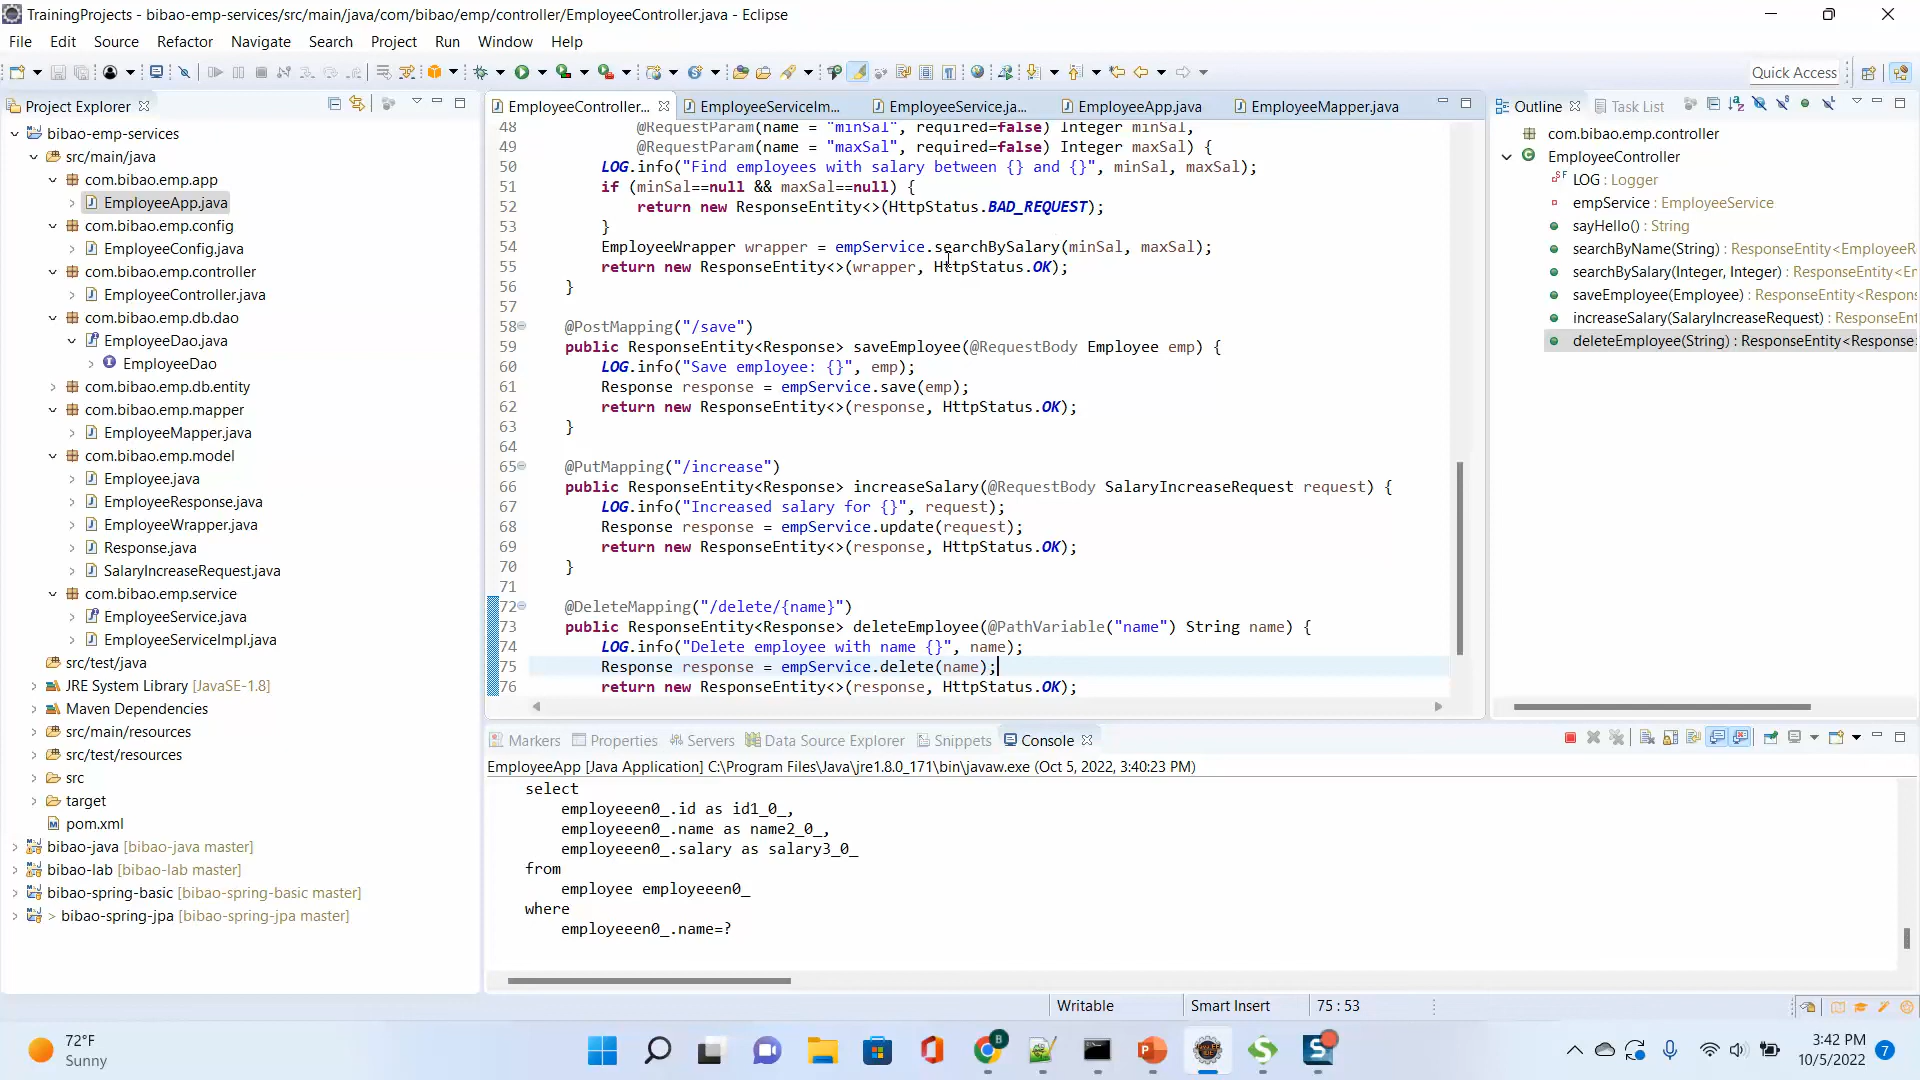 TrainingProjects - bibao-emp-services/src/main/java/com/bibao/emp/controller/EmployeeController.java - Eclipse
File Edit Source Refactor Navigate Search Project Run Window Help
Quick Access
Project Explorer
bibao-emp-services
src/main/java
com.bibao.emp.app
EmployeeApp.java
com.bibao.emp.config
EmployeeConfig.java
com.bibao.emp.controller
EmployeeController.java
com.bibao.emp.db.dao
EmployeeDao.java
EmployeeDao
com.bibao.emp.db.entity
com.bibao.emp.mapper
EmployeeMapper.java
com.bibao.emp.model
Employee.java
EmployeeResponse.java
EmployeeWrapper.java
Response.java
SalaryIncreaseRequest.java
com.bibao.emp.service
EmployeeService.java
EmployeeServiceImpl.java
src/test/java
JRE System Library [JavaSE-1.8]
Maven Dependencies
src/main/resources
src/test/resources
src
target
pom.xml
bibao-java [bibao-java master]
bibao-lab [bibao-lab master]
bibao-spring-basic [bibao-spring-basic master]
> bibao-spring-jpa [bibao-spring-jpa master]
EmployeeController... EmployeeServiceIm... EmployeeService.ja... EmployeeApp.java EmployeeMapper.java
48 @RequestParam(name = "minSal", required=false) Integer minSal,
49 @RequestParam(name = "maxSal", required=false) Integer maxSal) {
50 LOG.info("Find employees with salary between {} and {}", minSal, maxSal);
51 if (minSal==null && maxSal==null) {
52 return new ResponseEntity<>(HttpStatus.BAD_REQUEST);
53 }
54 EmployeeWrapper wrapper = empService.searchBySalary(minSal, maxSal);
55 return new ResponseEntity<>(wrapper, HttpStatus.OK);
56 }
57
58 @PostMapping("/save")
59 public ResponseEntity<Response> saveEmployee(@RequestBody Employee emp) {
60 LOG.info("Save employee: {}", emp);
61 Response response = empService.save(emp);
62 return new ResponseEntity<>(response, HttpStatus.OK);
63 }
64
65 @PutMapping("/increase")
66 public ResponseEntity<Response> increaseSalary(@RequestBody SalaryIncreaseRequest request) {
67 LOG.info("Increased salary for {}", request);
68 Response response = empService.update(request);
69 return new ResponseEntity<>(response, HttpStatus.OK);
70 }
71
72 @DeleteMapping("/delete/{name}")
73 public ResponseEntity<Response> deleteEmployee(@PathVariable("name") String name) {
74 LOG.info("Delete employee with name {}", name);
75 Response response = empService.delete(name);
76 return new ResponseEntity<>(response, HttpStatus.OK);
Outline Task List
com.bibao.emp.controller
EmployeeController
LOG : Logger
empService : EmployeeService
sayHello() : String
searchByName(String) : ResponseEntity<EmployeeR
searchBySalary(Integer, Integer) : ResponseEntity<Er
saveEmployee(Employee) : ResponseEntity<Respons
increaseSalary(SalaryIncreaseRequest) : ResponseEnt
deleteEmployee(String) : ResponseEntity<Response
Markers Properties Servers Data Source Explorer Snippets Console
EmployeeApp [Java Application] C:\Program Files\Java\jre1.8.0_171\bin\javaw.exe (Oct 5, 2022, 3:40:23 PM)
select
employeeen0_.id as id1_0_,
employeeen0_.name as name2_0_,
employeeen0_.salary as salary3_0_
from
employee employeeen0_
where
employeeen0_.name=?
Writable Smart Insert 75 : 53
72°F
Sunny
3:42 PM
10/5/2022
7